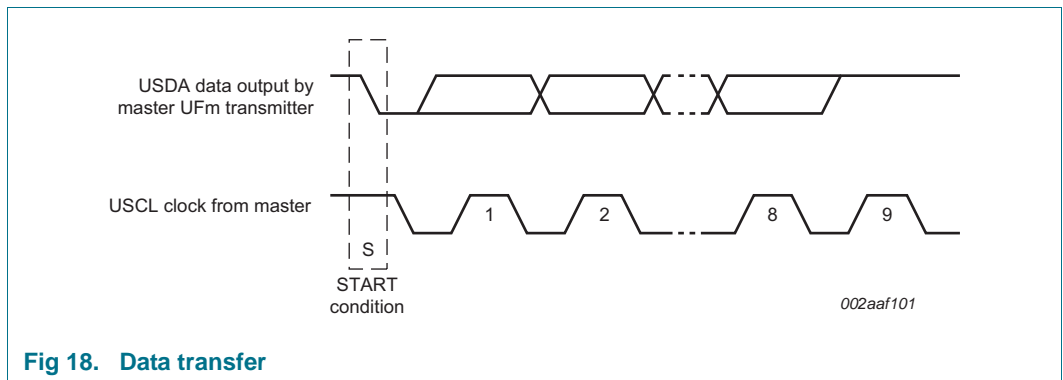 USDA data output by
master UFm transmitter
USCL clock from master
1
2
8
9
S
START
condition
002aaf101
Fig 18. Data transfer